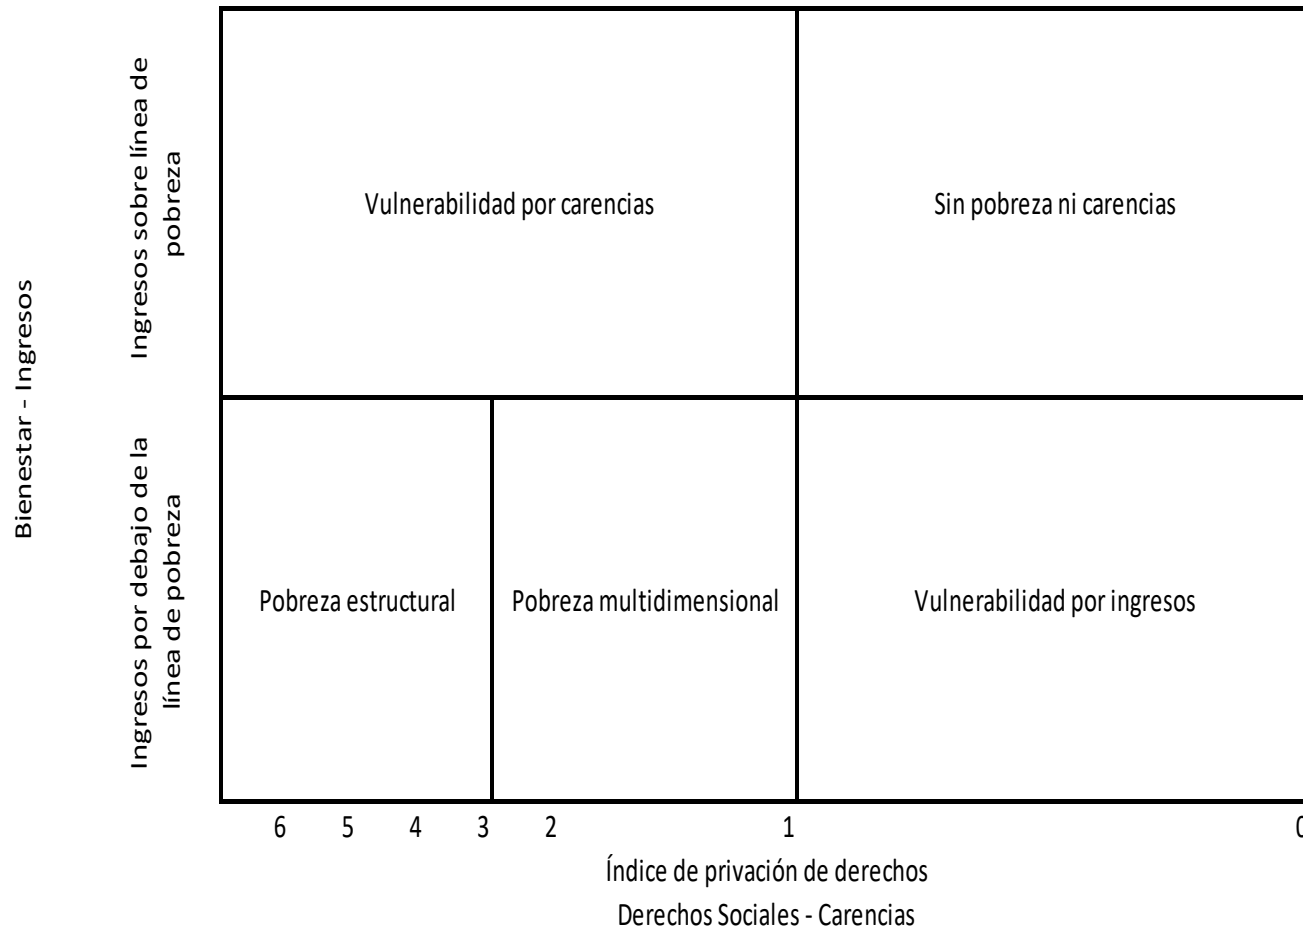 Bienestar - Ingresos
Ingresos sobre línea de
pobreza
Vulnerabilidad por carencias
Sin pobreza ni carencias
Ingresos por debajo de la
línea de pobreza
Pobreza estructural
Pobreza multidimensional
Vulnerabilidad por ingresos
6 5 4 3 2 1 0
Índice de privación de derechos
Derechos Sociales - Carencias